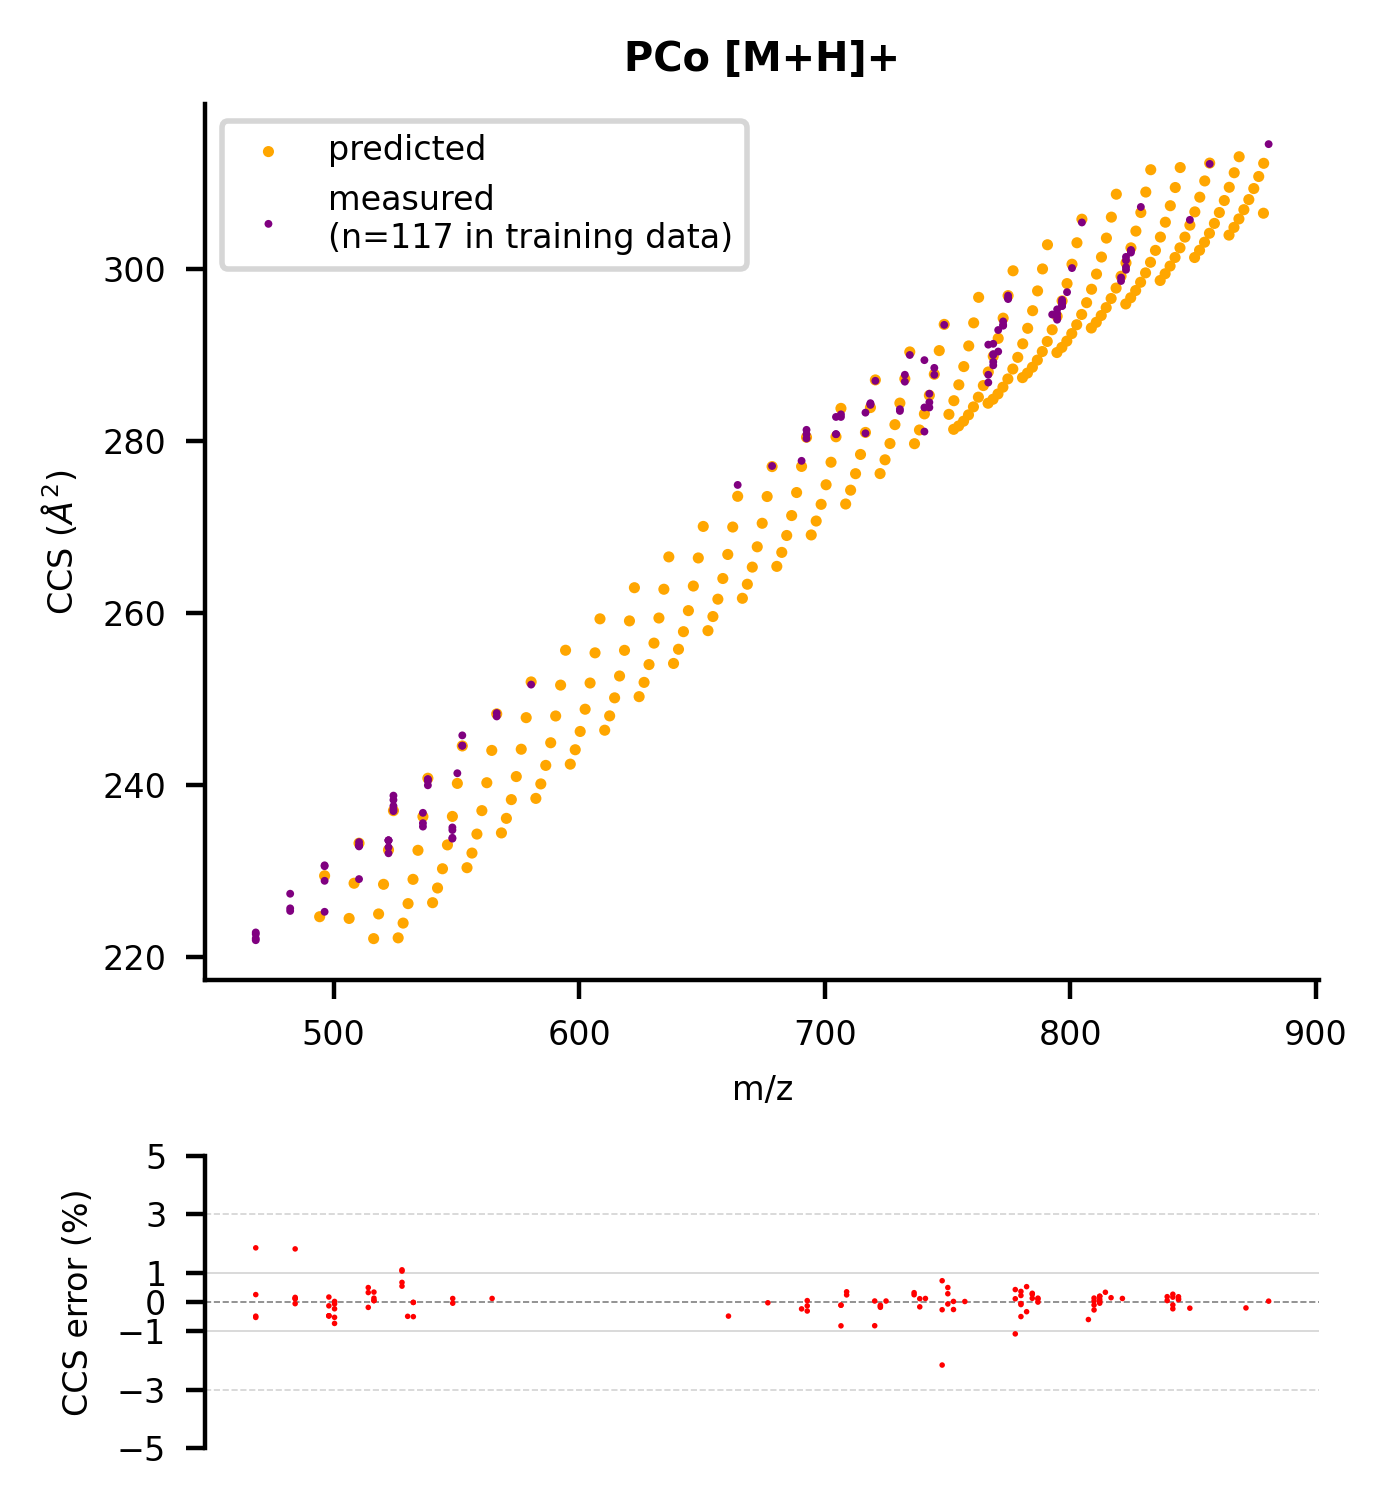 PCo [M+H]+
predicted
measured
(n=117 in training data)
CCS (Å²)
300
280
260
240
220
500 600 700 800 900
m/z
CCS error (%)
5
3
1
0
−1
−3
−5